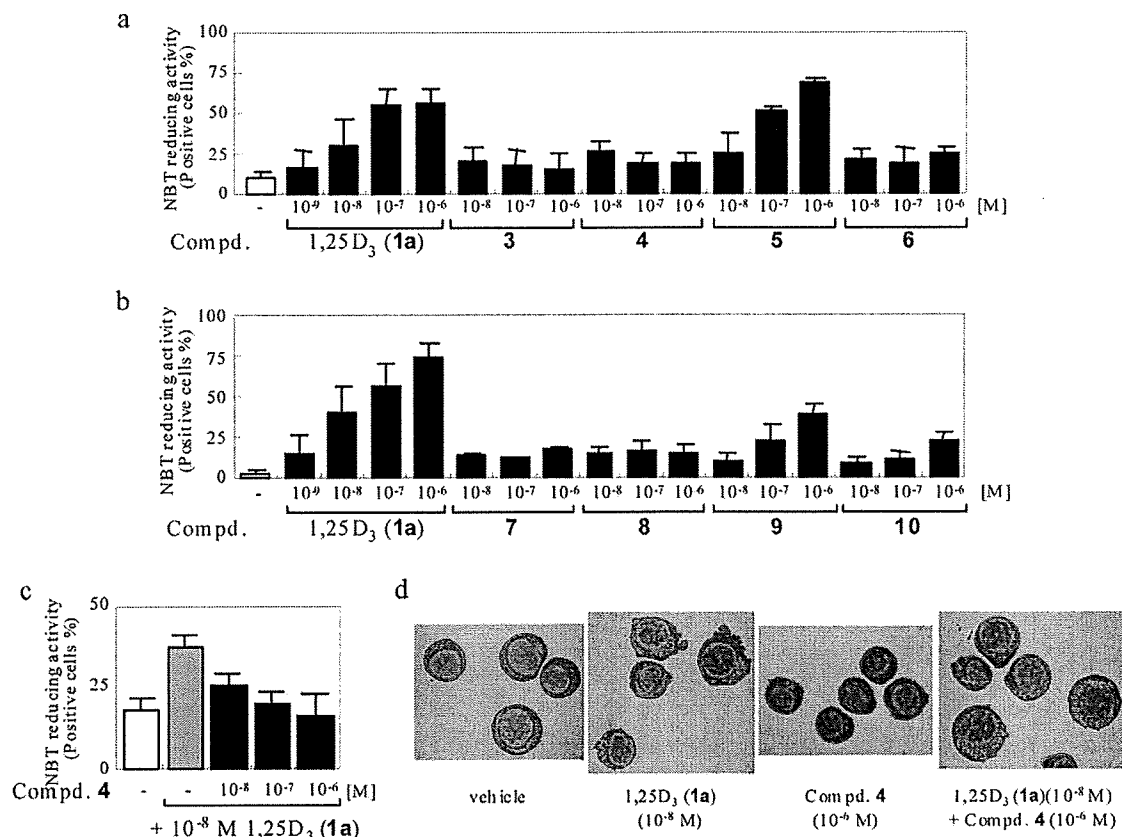 a
NBT reducing activity
(Positive cells %)
100
75
50
25
0
- 10⁻⁹ 10⁻⁸ 10⁻⁷ 10⁻⁶ 10⁻⁸ 10⁻⁷ 10⁻⁶ 10⁻⁸ 10⁻⁷ 10⁻⁶ 10⁻⁸ 10⁻⁷ 10⁻⁶ 10⁻⁸ 10⁻⁷ 10⁻⁶ [M]
Compd. 1,25D₃ (1a) 3 4 5 6
b
NBT reducing activity
(Positive cells %)
100
75
50
25
0
- 10⁻⁹ 10⁻⁸ 10⁻⁷ 10⁻⁶ 10⁻⁸ 10⁻⁷ 10⁻⁶ 10⁻⁸ 10⁻⁷ 10⁻⁶ 10⁻⁸ 10⁻⁷ 10⁻⁶ 10⁻⁸ 10⁻⁷ 10⁻⁶ [M]
Compd. 1,25D₃ (1a) 7 8 9 10
c
NBT reducing activity
(Positive cells %)
50
25
0
Compd. 4 - - 10⁻⁸ 10⁻⁷ 10⁻⁶ [M]
+ 10⁻⁸ M 1,25D₃ (1a)
d
vehicle
1,25D₃ (1a)
(10⁻⁸ M)
Compd. 4
(10⁻⁶ M)
1,25D₃ (1a)(10⁻⁸ M)
+ Compd. 4 (10⁻⁶ M)